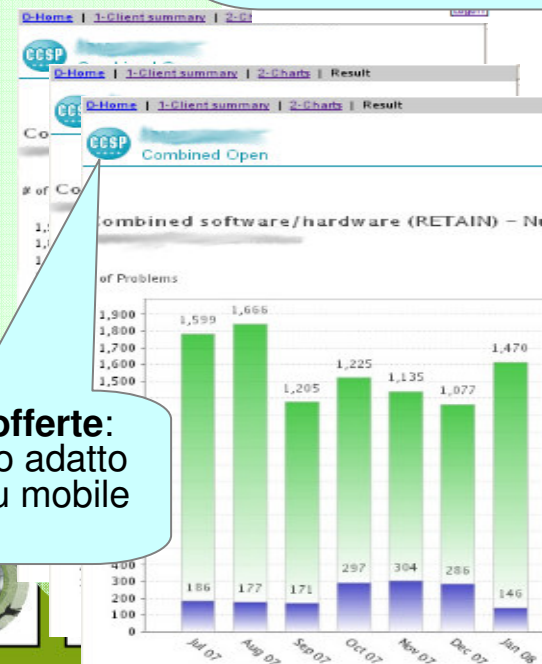 0-Home | 1-Client summary | 2-Ch
CCSP
0-Home | 1-Client summary | 2-Charts | Result
0-Home | 1-Client summary | 2-Charts | Result
CCSP
Combined Open
Co
# of
Co
Combined software/hardware (RETAIN) – Nu
of Problems
1,900
1,800
1,700
1,600
1,500
400
300
200
100
0
1,599
1,666
1,205
1,225
1,135
1,077
1,470
186
177
171
297
304
286
146
Jul 07
Aug 07
Sep 07
Oct 07
Nov 07
Dec 07
Jan 08
offerte:
o adatto
u mobile